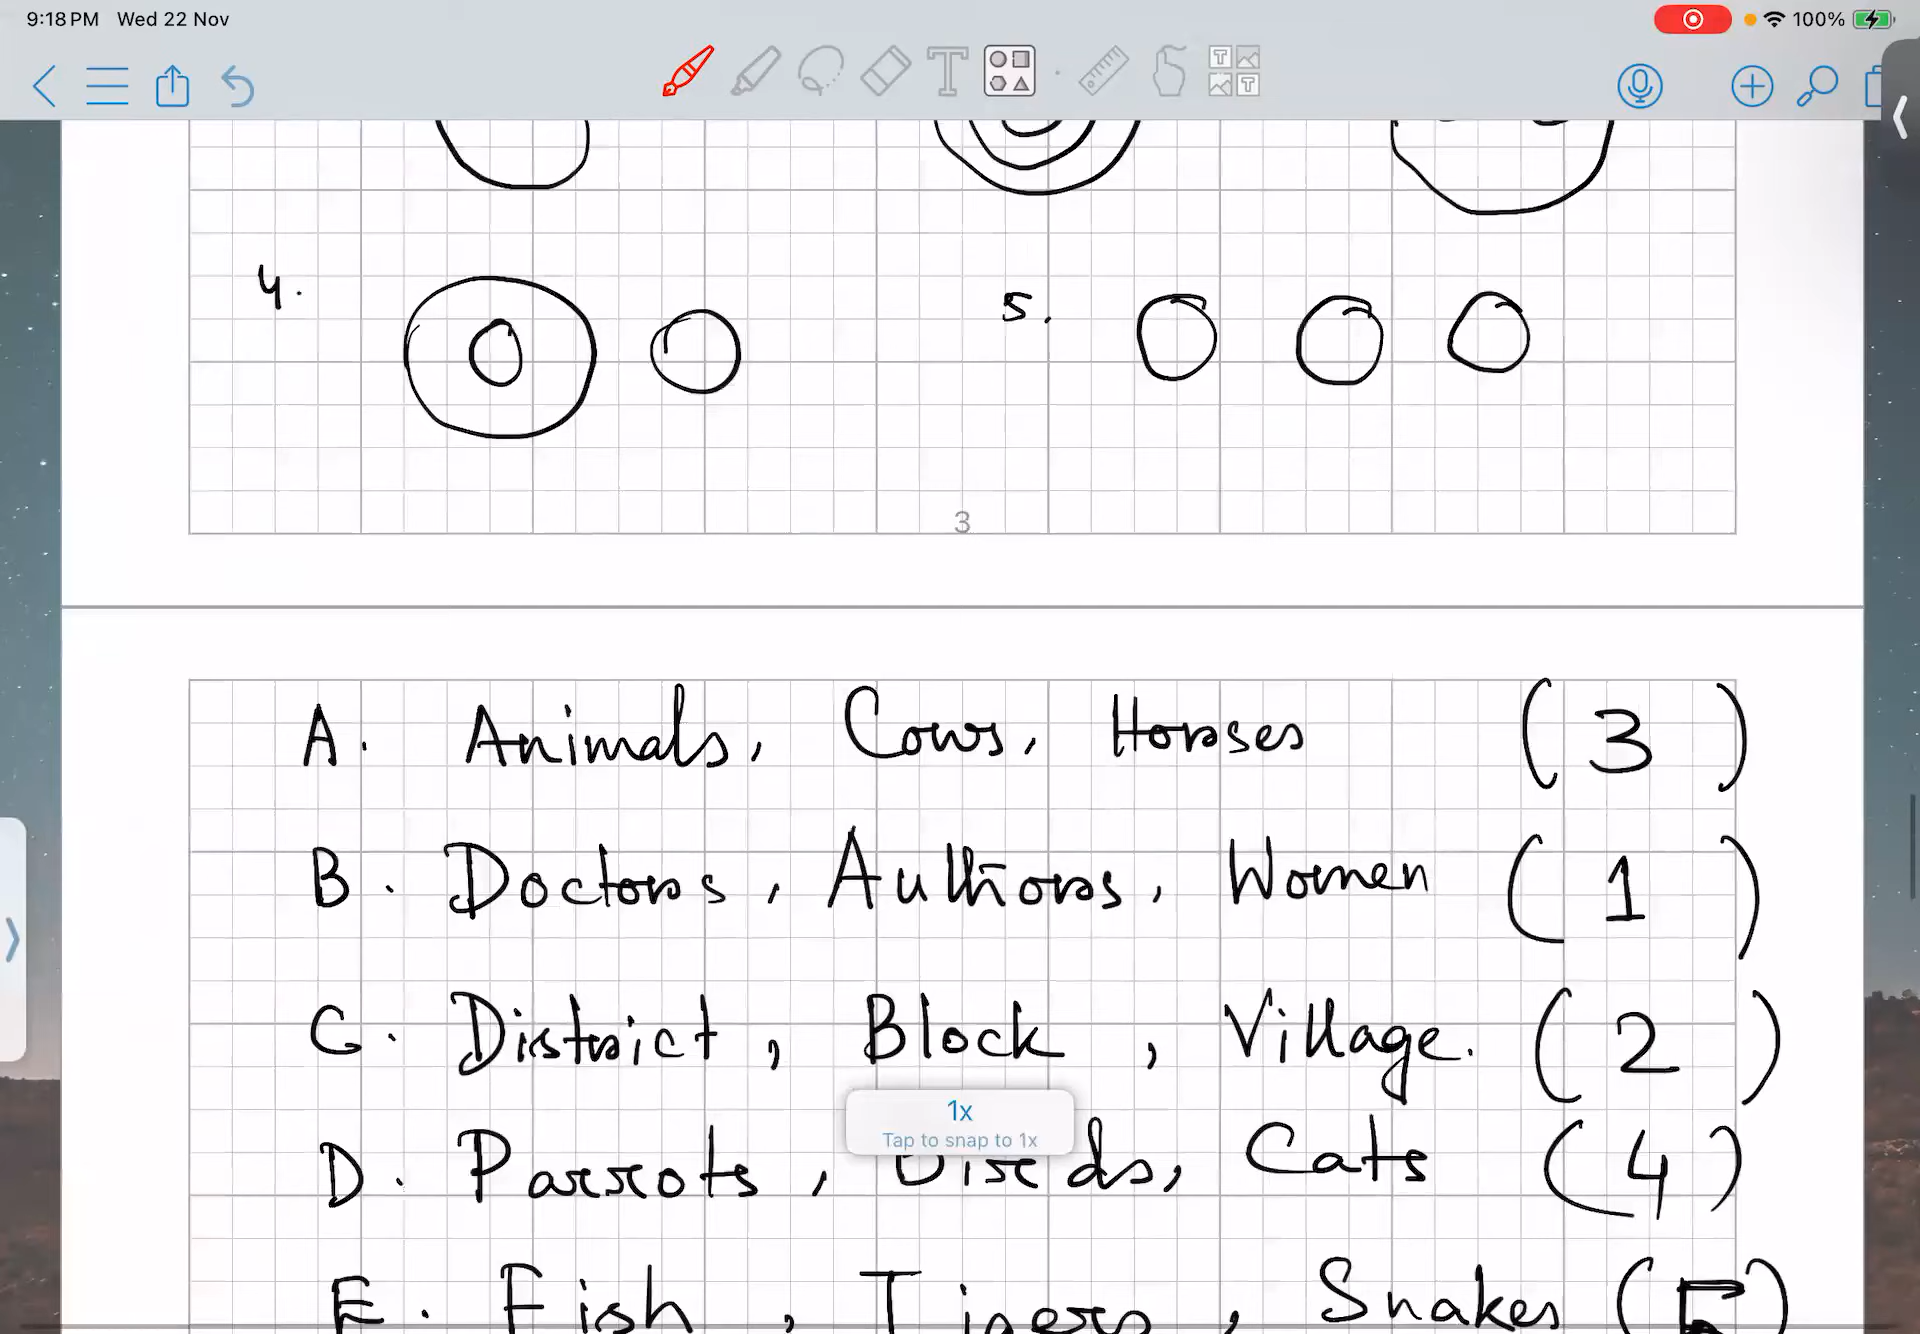 9:18 PM Wed 22 Nov 100%
4. 5.
3
A. Animals, Cows, Horses (3)
B. Doctors, Authors, Women (1)
C. District, Block, Village. (2)
1x
Tap to snap to 1x
D. Parrots, Birds, Cats (4)
E. Fish, Tigers, Snakes (5)